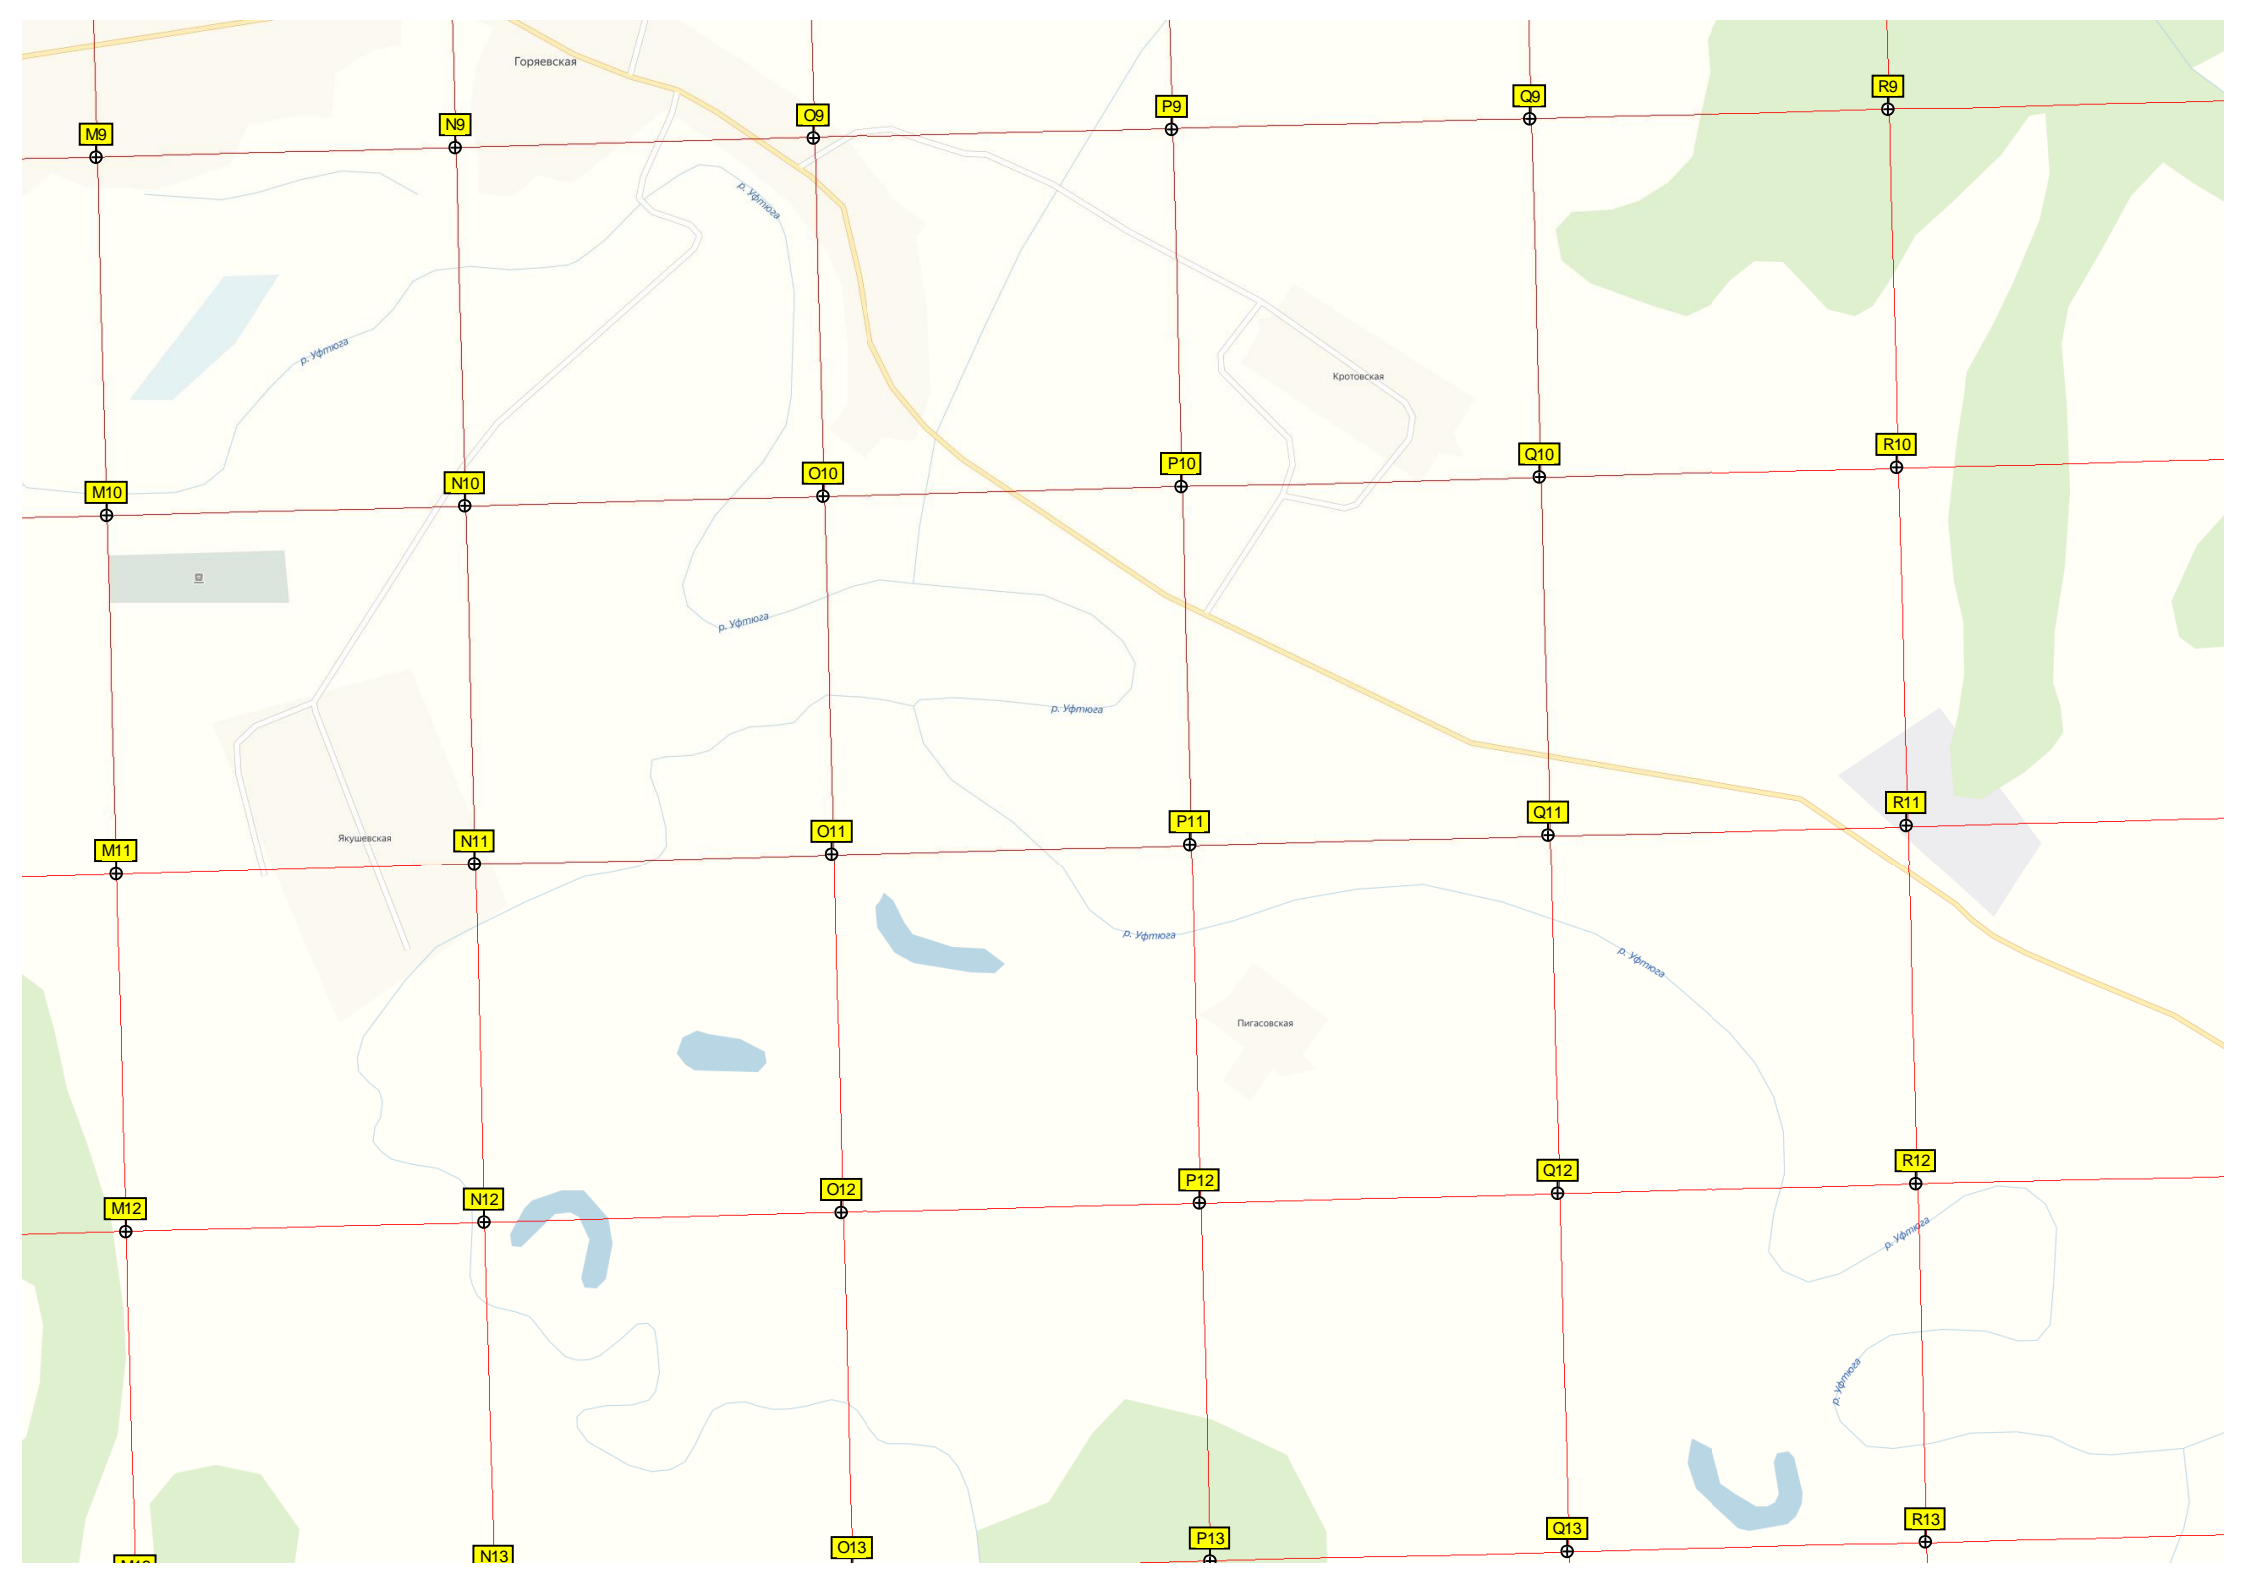 Горяевская
R9
Q9
P9
O9
N9
M9
р. Уфтюга
р. Уфтюга
Кротовская
R10
Q10
P10
O10
N10
M10
р. Уфтюга
р. Уфтюга
R11
Q11
P11
O11
N11
M11
Якушевская
р. Уфтюга
р. Уфтюга
Пигасовская
R12
Q12
P12
O12
N12
M12
р. Уфтюга
р. Уфтюга
R13
Q13
P13
O13
N13